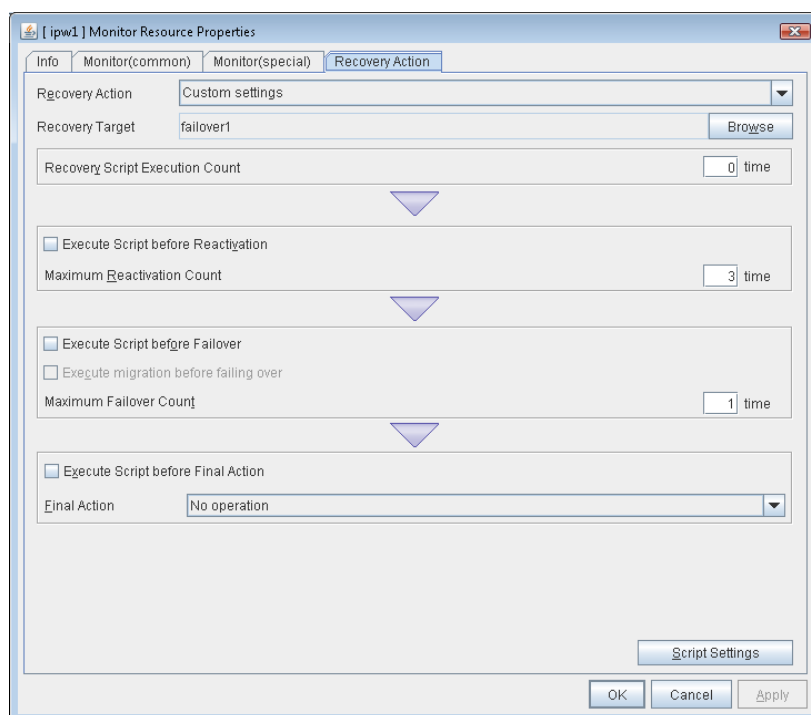 [ ipw1 ] Monitor Resource Properties
Info Monitor(common) Monitor(special) Recovery Action
Recovery Action Custom settings
Recovery Target failover1 Browse
Recovery Script Execution Count 0 time
Execute Script before Reactivation
Maximum Reactivation Count 3 time
Execute Script before Failover
Execute migration before failing over
Maximum Failover Count 1 time
Execute Script before Final Action
Final Action No operation
Script Settings
OK Cancel Apply